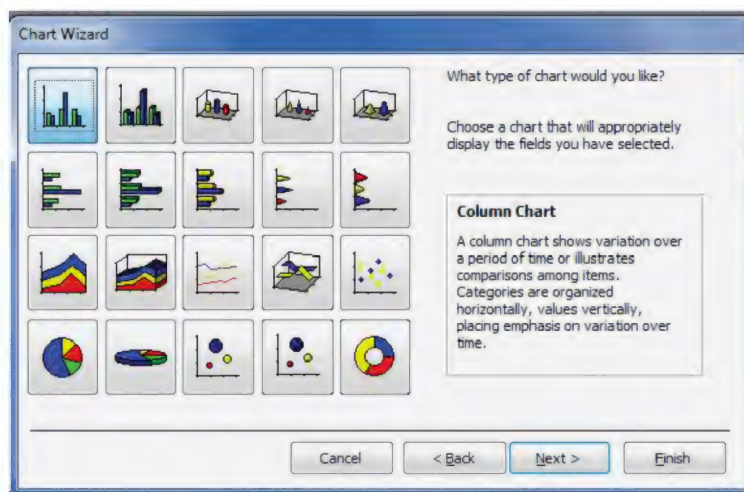 Chart Wizard
What type of chart would you like?
Choose a chart that will appropriately
display the fields you have selected.
Column Chart
A column chart shows variation over
a period of time or illustrates
comparisons among items.
Categories are organized
horizontally, values vertically,
placing emphasis on variation over
time.
Cancel
< Back
Next >
Finish